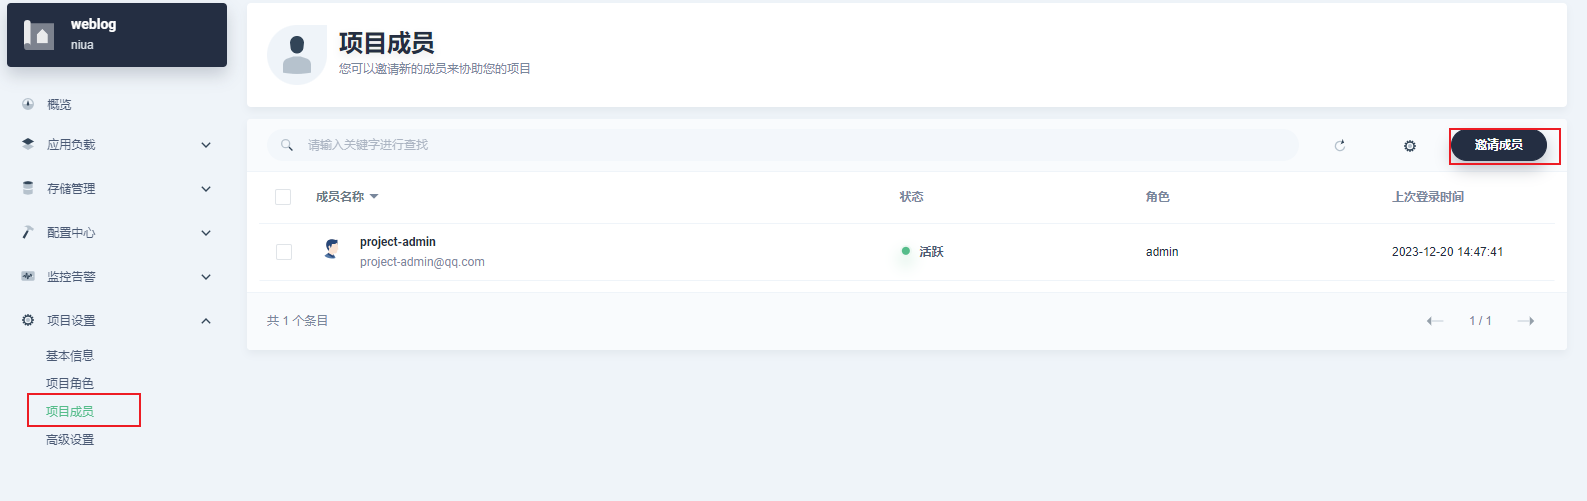 weblog
niua
概览
应用负载
存储管理
配置中心
监控告警
项目设置
基本信息
项目角色
项目成员
高级设置
项目成员
您可以邀请新的成员来协助您的项目
请输入关键字进行查找
邀请成员
成员名称 状态 角色 上次登录时间
project-admin
project-admin@qq.com
活跃 admin 2023-12-20 14:47:41
共 1 个条目
1 / 1